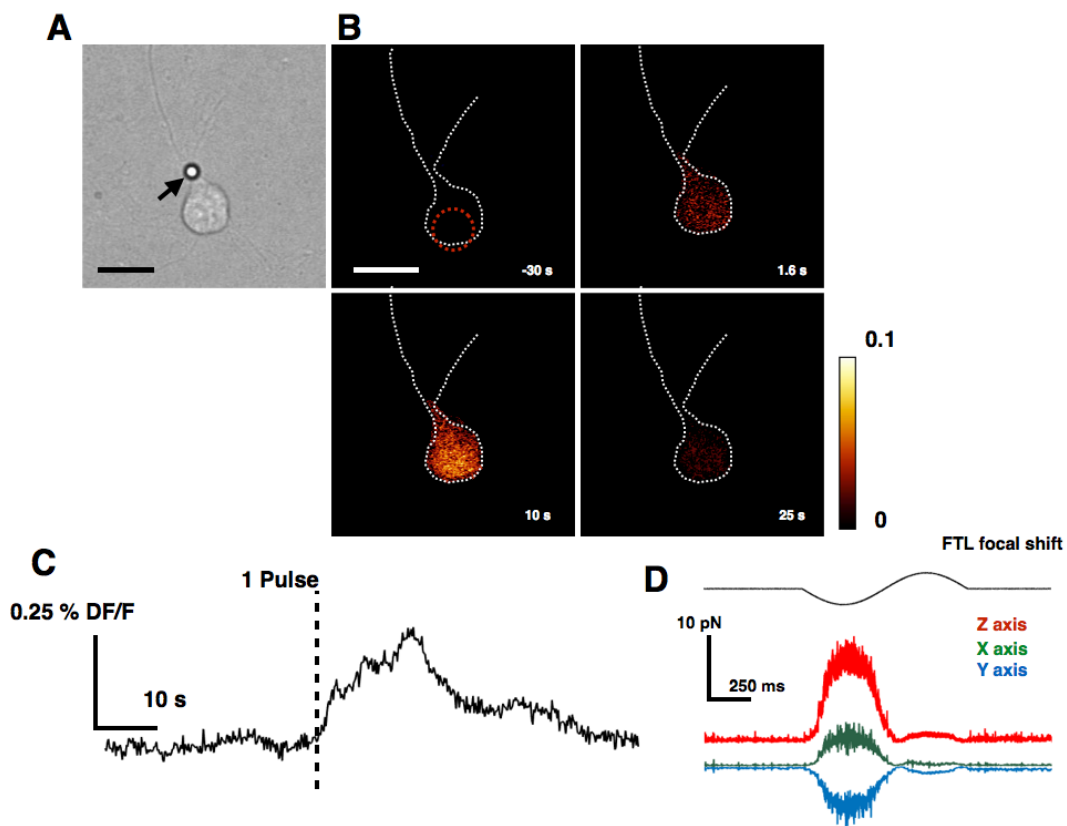 A
B
-30 s
1.6 s
10 s
25 s
0.1
0
C
1 Pulse
0.25 % DF/F
10 s
D
FTL focal shift
10 pN
250 ms
Z axis
X axis
Y axis